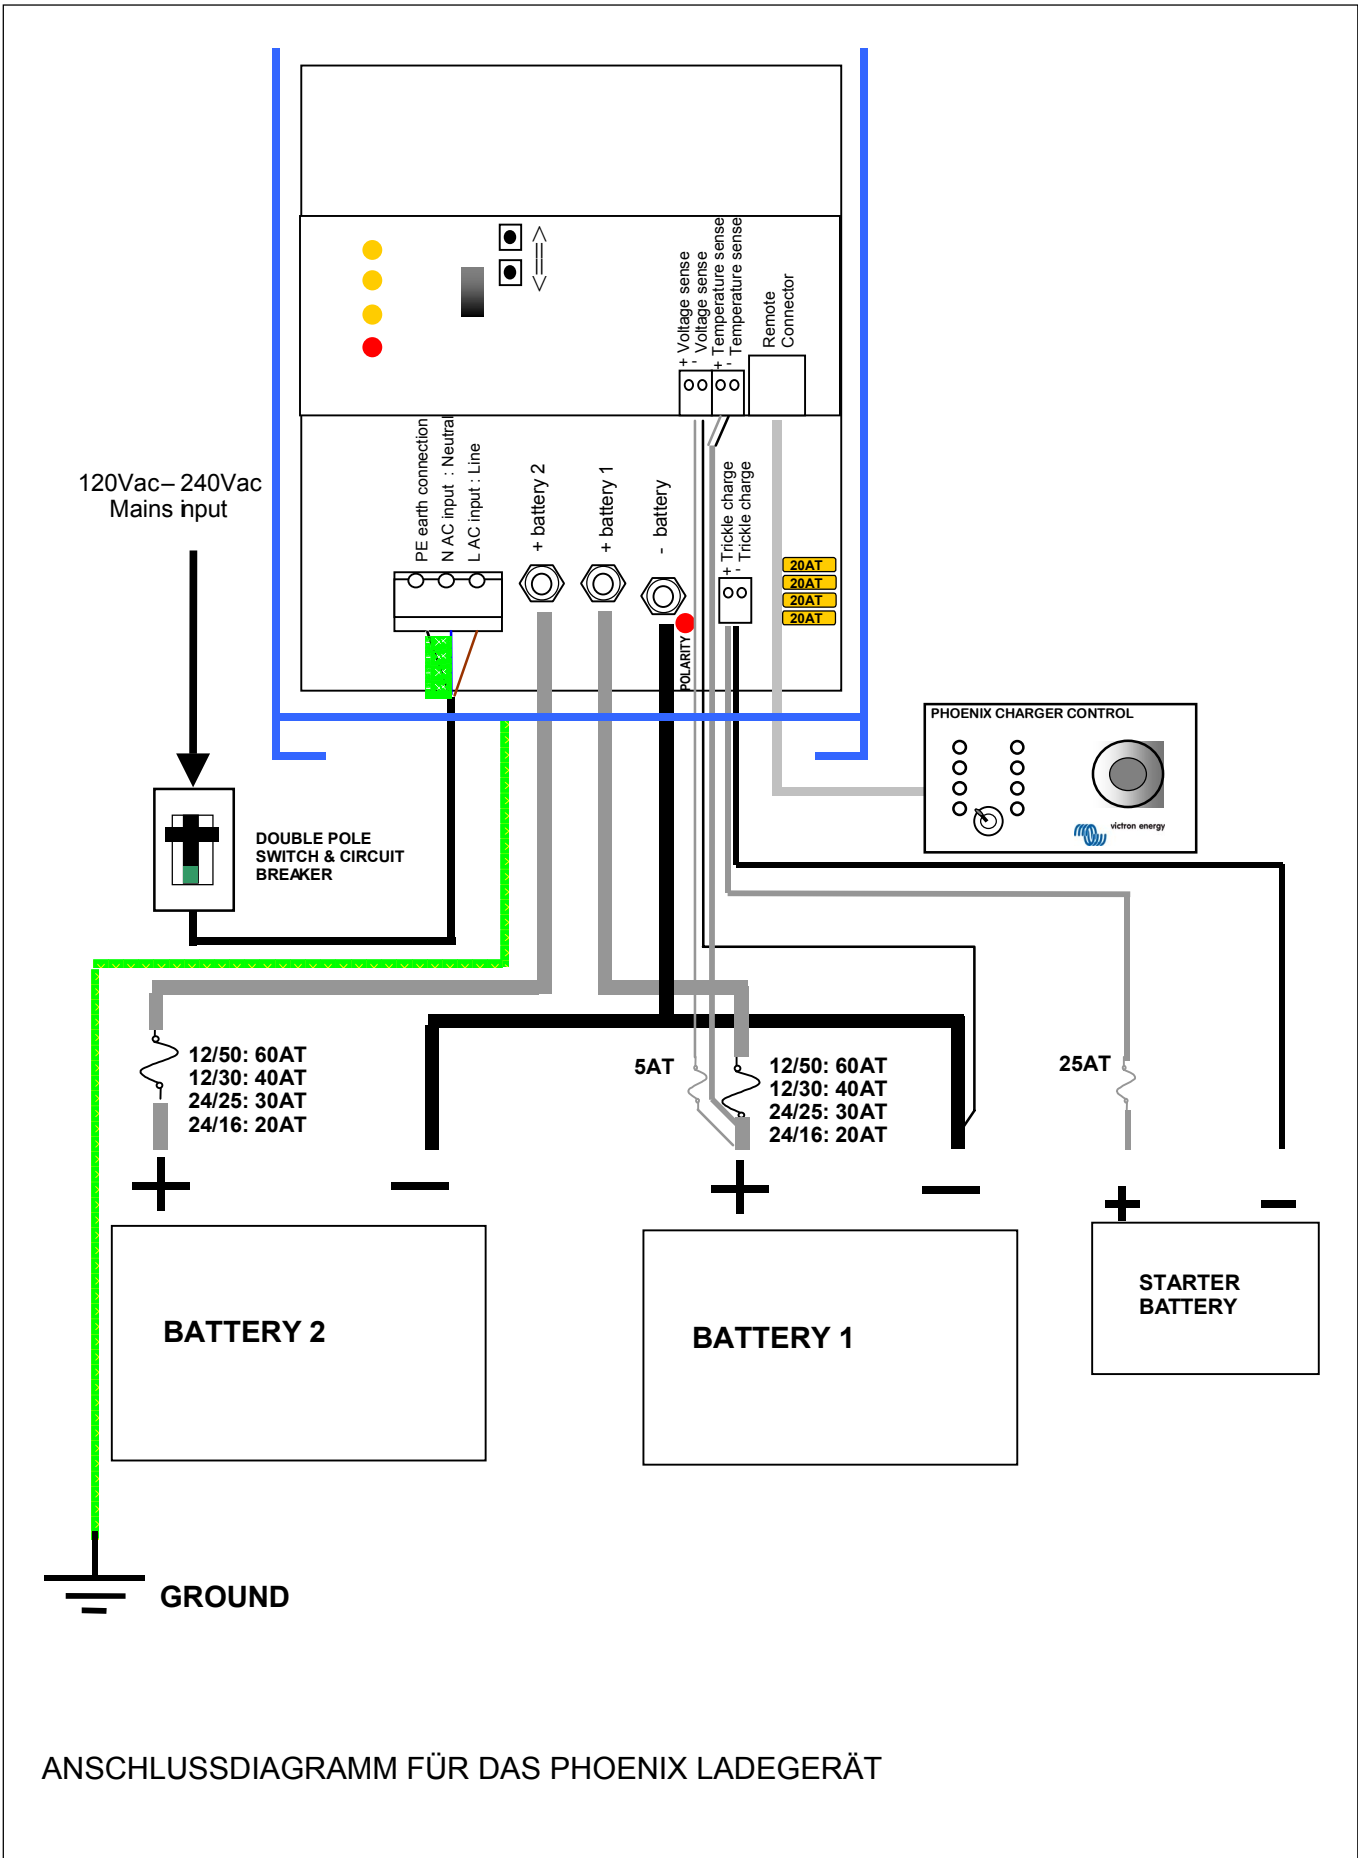 + Voltage sense
- Voltage sense
+ Temperature sense
- Temperature sense
Remote
Connector
120Vac– 240Vac
Mains input
PE earth connection
N AC input : Neutral
L AC input : Line
+ battery 2
+ battery 1
- battery
+ Trickle charge
- Trickle charge
20AT
20AT
20AT
20AT
POLARITY
PHOENIX CHARGER CONTROL
victron energy
DOUBLE POLE
SWITCH & CIRCUIT
BREAKER
12/50: 60AT
12/30: 40AT
24/25: 30AT
24/16: 20AT
5AT
12/50: 60AT
12/30: 40AT
24/25: 30AT
24/16: 20AT
25AT
BATTERY 2
BATTERY 1
STARTER
BATTERY
GROUND
ANSCHLUSSDIAGRAMM FÜR DAS PHOENIX LADEGERÄT